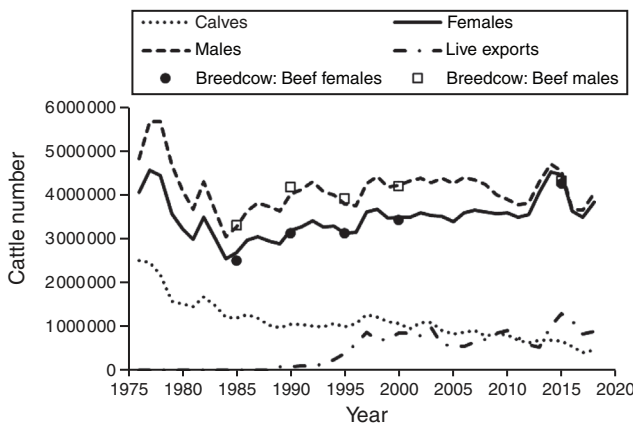 Calves Females
Males Live exports
Breedcow: Beef females Breedcow: Beef males
6000000
5000000
4000000
3000000
2000000
1000000
0
Cattle number
1975 1980 1985 1990 1995 2000 2005 2010 2015 2020
Year